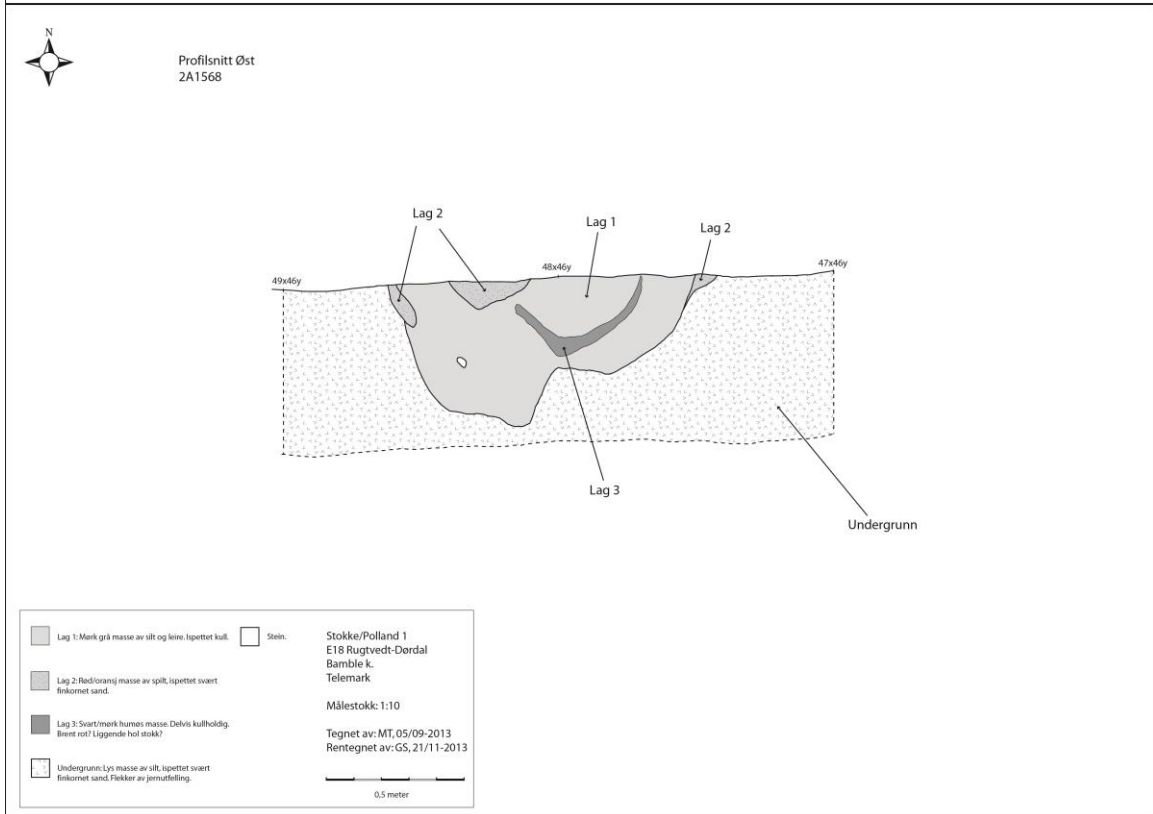 N
Profilsnitt Øst
2A1568
Lag 2
Lag 1
Lag 2
49x46y
48x46y
47x46y
Lag 3
Undergrunn
Lag 1: Mørk grå masse av silt og leire. Ispettet kull.
Stein.
Lag 2: Rød/oransj masse av spilt, ispettet svært
finkornet sand.
Lag 3: Svart/mørk humøs masse. Delvis kullholdig.
Brent rot? Liggende hol stokk?
Undergrunn: Lys masse av silt, ispettet svært
finkornet sand. Flekker av jernutfelling.
Stokke/Polland 1
E18 Rugtvedt-Dørdal
Bamble k.
Telemark
Målestokk: 1:10
Tegnet av: MT, 05/09-2013
Rentegnet av: GS, 21/11-2013
0,5 meter